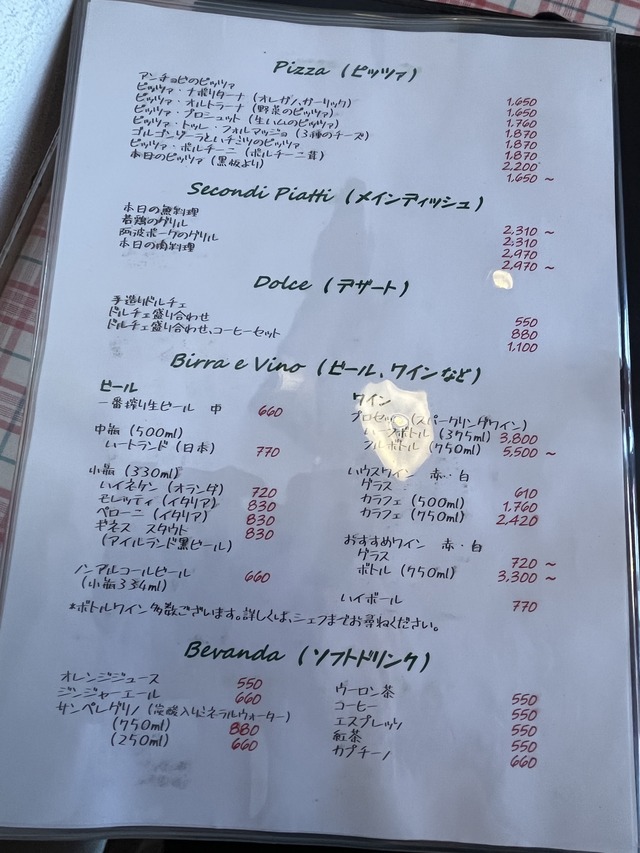 Pizza (ピッツァ)
アンチョビのピッツァ 1,650
ピッツァ・ナポリターナ (オレガノ、ガーリック) 1,650
ピッツァ・オルトラーナ (野菜のピッツァ) 1,760
ピッツァ・プロシュット (生ハムのピッツァ) 1,870
ピッツァ・トゥレ・フォルマッジョ (3種のチーズ) 1,870
ゴルゴンゾーラとハチミツのピッツァ 1,870
ピッツァ・ポルチーニ (ポルチーニ茸) 2,200
本日のピッツァ (黒板より) 1,650 ~
Secondi Piatti (メインディッシュ)
本日の魚料理 2,310 ~
若鶏のグリル 2,310
阿波ポークのグリル 2,970
本日の肉料理 2,970 ~
Dolce (デザート)
手造りドルチェ 550
ドルチェ盛り合わせ 880
ドルチェ盛り合わせ、コーヒーセット 1,100
Birra e Vino (ビール、ワインなど)
ビール
一番搾り生ビール 中 660
中瓶 (500ml)
ハートランド (日本) 770
小瓶 (330ml)
ハイネケン (オランダ) 720
モレッティ (イタリア) 830
ペローニ (イタリア) 830
ギネス スタウト 830
(アイルランド黒ビール)
ノンアルコールビール 660
(小瓶334ml)
ワイン
プロセッコ (スパークリングワイン)
ハーフボトル (375ml) 3,800
フルボトル (750ml) 5,500 ~
ハウスワイン 赤・白
グラス 610
カラフェ (500ml) 1,760
カラフェ (750ml) 2,420
おすすめワイン 赤・白
グラス 720 ~
ボトル (750ml) 3,300 ~
ハイボール 770
*ボトルワイン多数ございます。詳しくは、シェフまでお尋ねください。
Bevanda (ソフトドリンク)
オレンジジュース 550
ジンジャーエール 660
サンペレグリノ (炭酸入りミネラルウォーター)
(750ml) 880
(250ml) 660
ウーロン茶 550
コーヒー 550
エスプレッソ 550
紅茶 550
カプチーノ 660